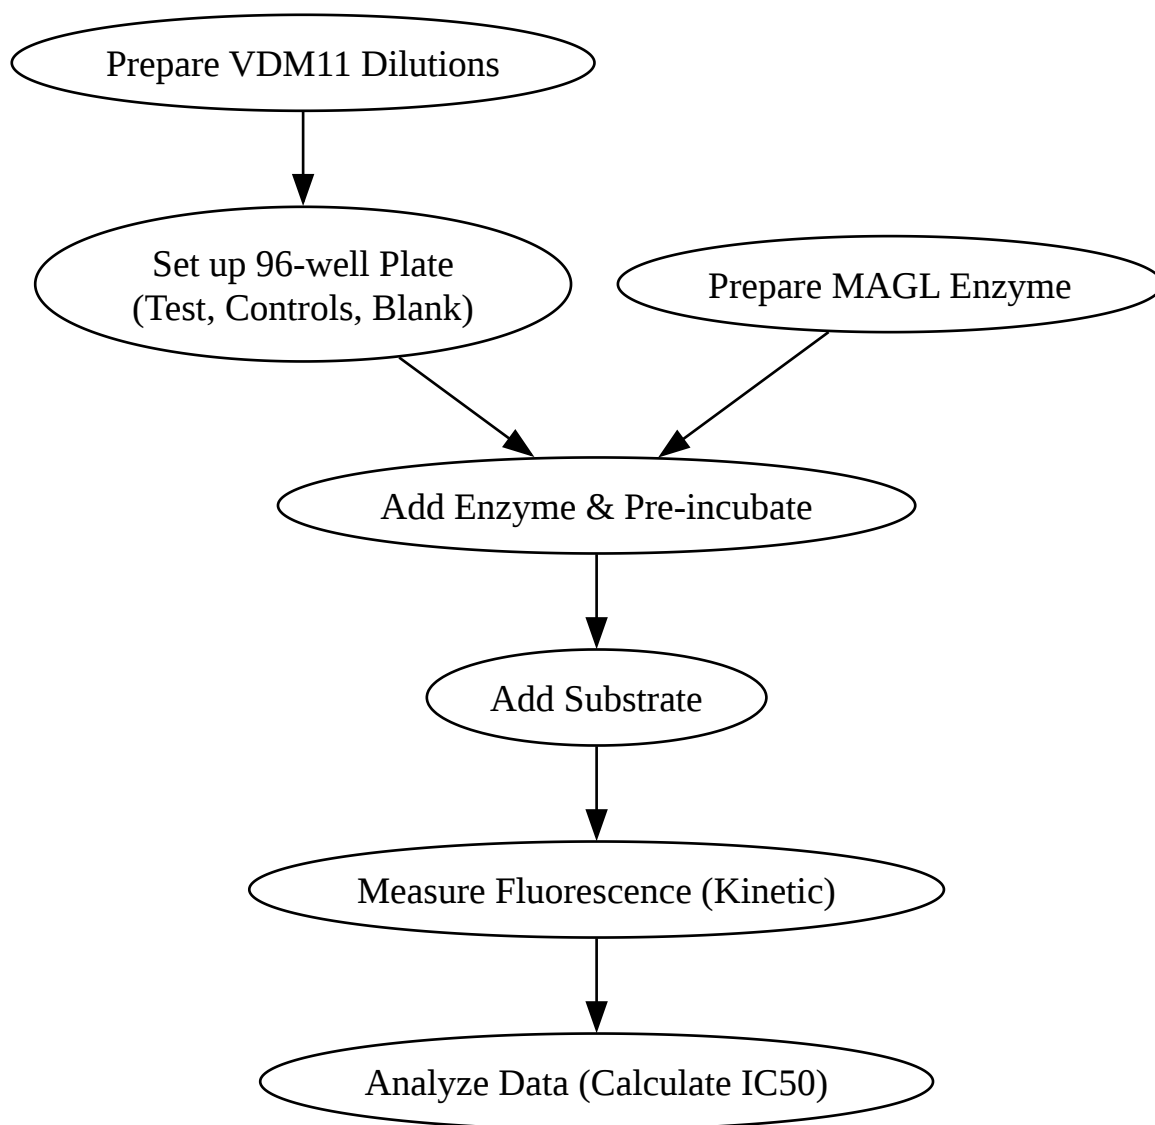 Prepare VDM11 Dilutions
Set up 96-well Plate
(Test, Controls, Blank)
Prepare MAGL Enzyme
Add Enzyme & Pre-incubate
Add Substrate
Measure Fluorescence (Kinetic)
Analyze Data (Calculate IC50)